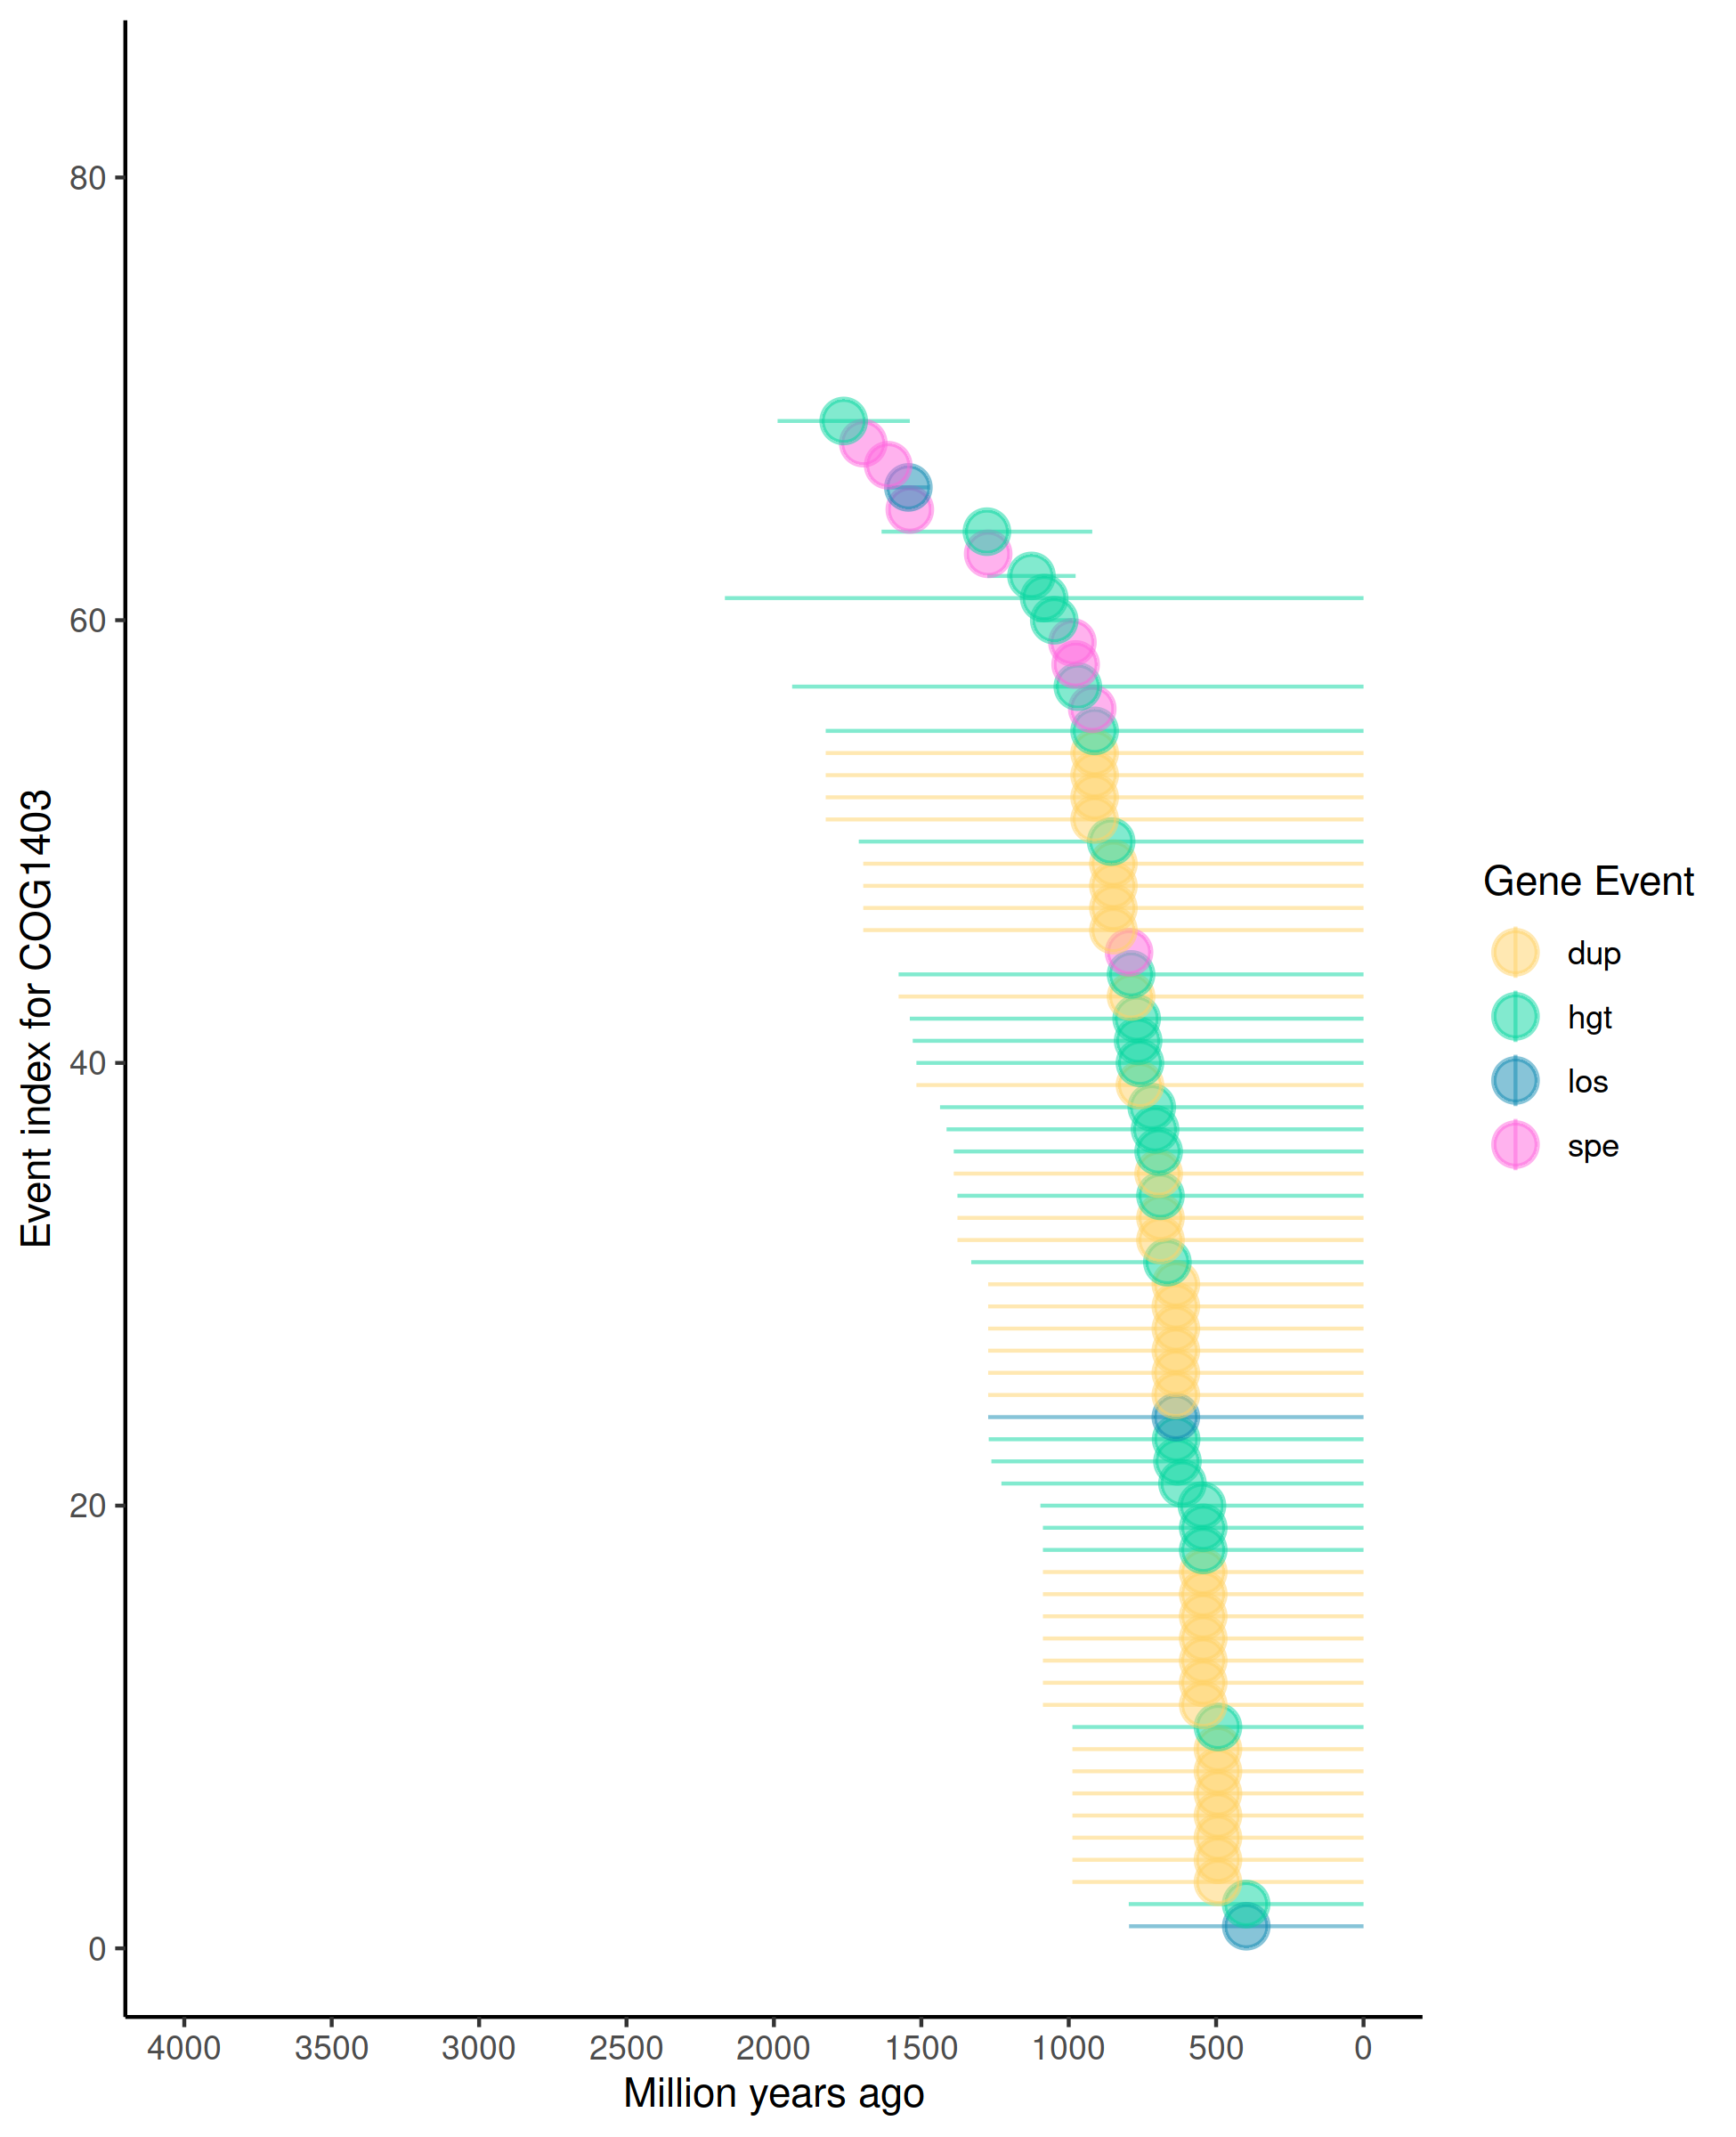 Event index for COG1403
80
60
40
20
0
4000 3500 3000 2500 2000 1500 1000 500 0
Million years ago
Gene Event
dup
hgt
los
spe